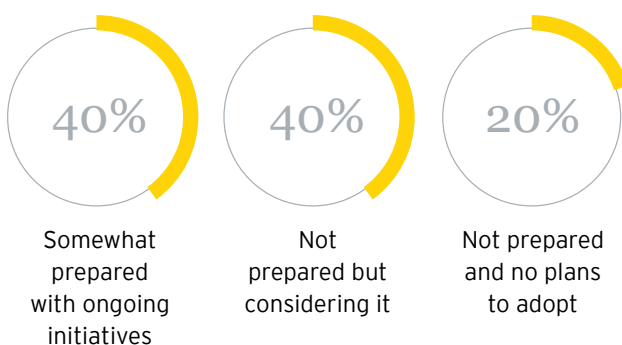 40%
Somewhat
prepared
with ongoing
initiatives
40%
Not
prepared but
considering it
20%
Not prepared
and no plans
to adopt